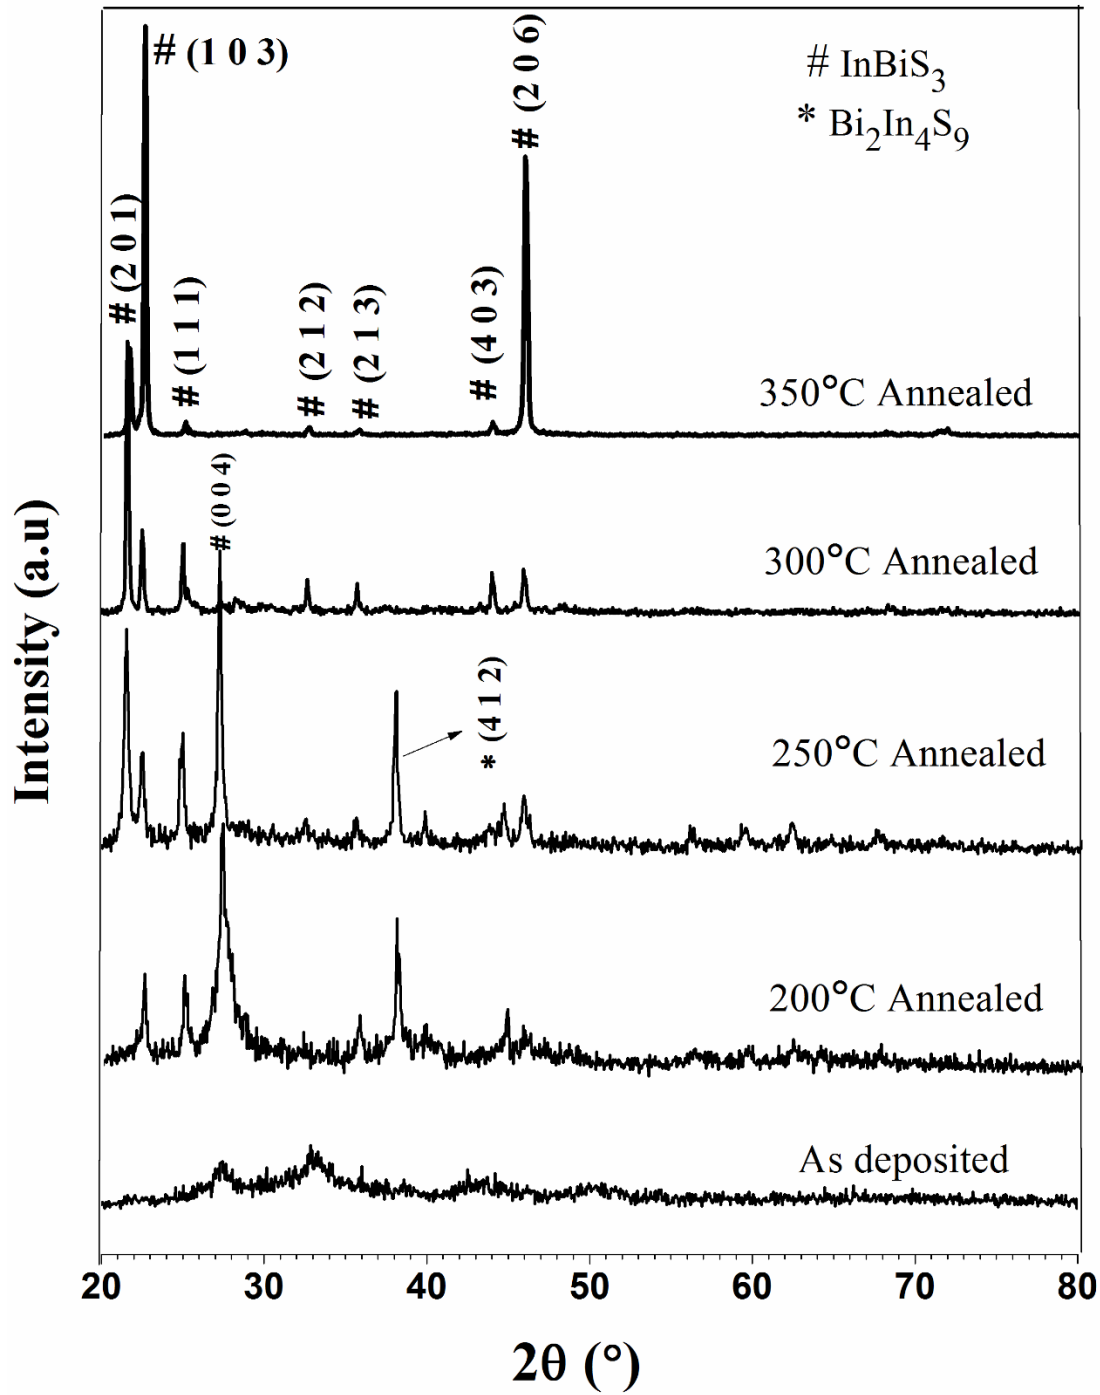 # (1 0 3)
# (2 0 6)
# InBiS3
* Bi2In4S9
# (2 0 1)
# (1 1 1)
# (2 1 2)
# (2 1 3)
# (4 0 3)
350°C Annealed
# (0 0 4)
300°C Annealed
* (4 1 2)
250°C Annealed
200°C Annealed
As deposited
Intensity (a.u)
20 30 40 50 60 70 80
2θ (°)